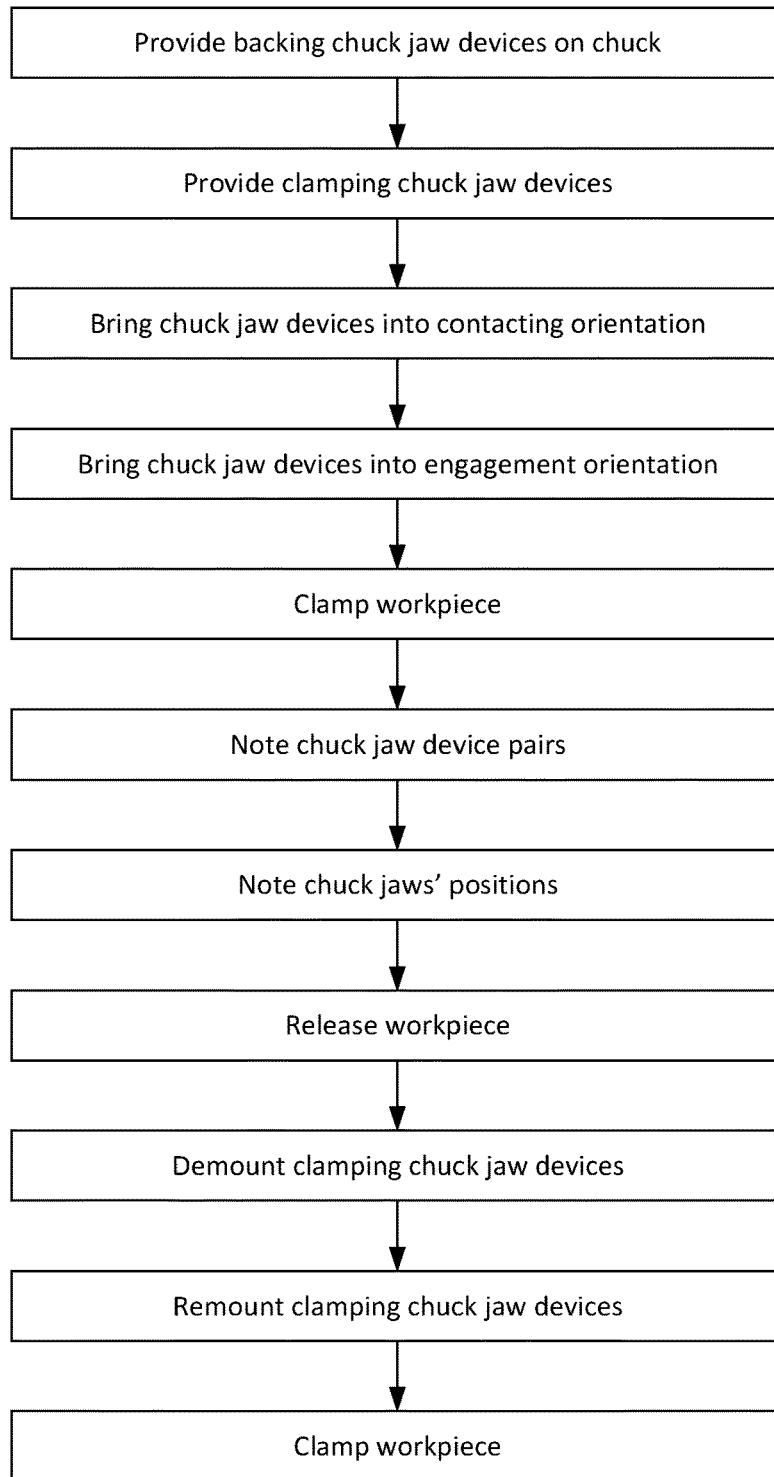 Provide backing chuck jaw devices on chuck
Provide clamping chuck jaw devices
Bring chuck jaw devices into contacting orientation
Bring chuck jaw devices into engagement orientation
Clamp workpiece
Note chuck jaw device pairs
Note chuck jaws’ positions
Release workpiece
Demount clamping chuck jaw devices
Remount clamping chuck jaw devices
Clamp workpiece